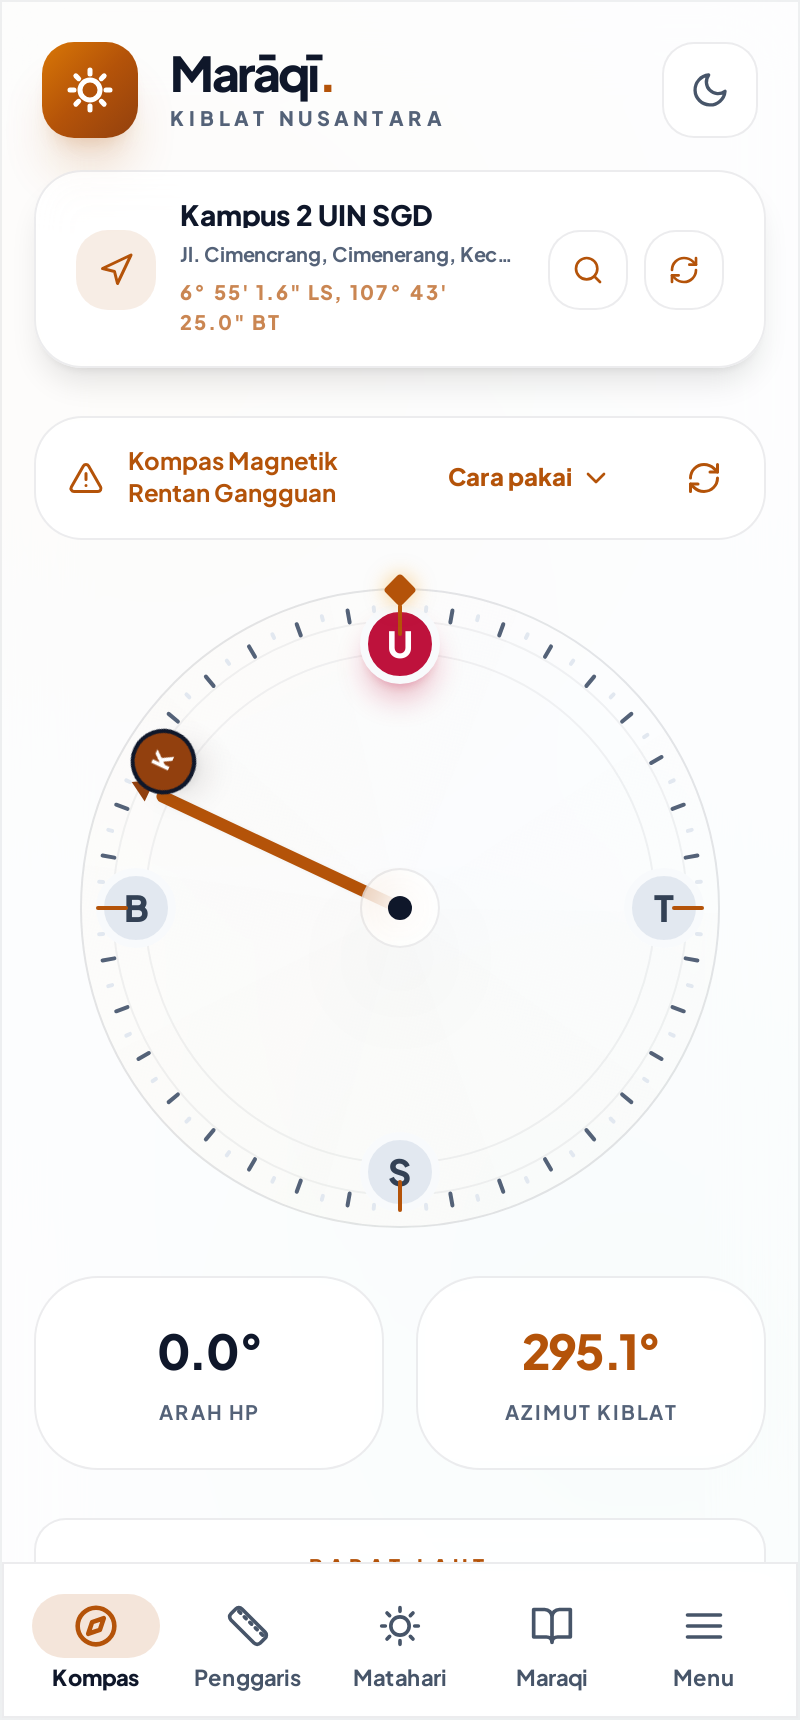 Marāqī.
KIBLAT NUSANTARA
Kampus 2 UIN SGD
Jl. Cimencrang, Cimenerang, Kec...
6° 55' 1.6" LS, 107° 43'
25.0" BT
Kompas Magnetik
Rentan Gangguan
Cara pakai
U
K
B
T
S
0.0°
ARAH HP
295.1°
AZIMUT KIBLAT
Kompas
Penggaris
Matahari
Maraqi
Menu